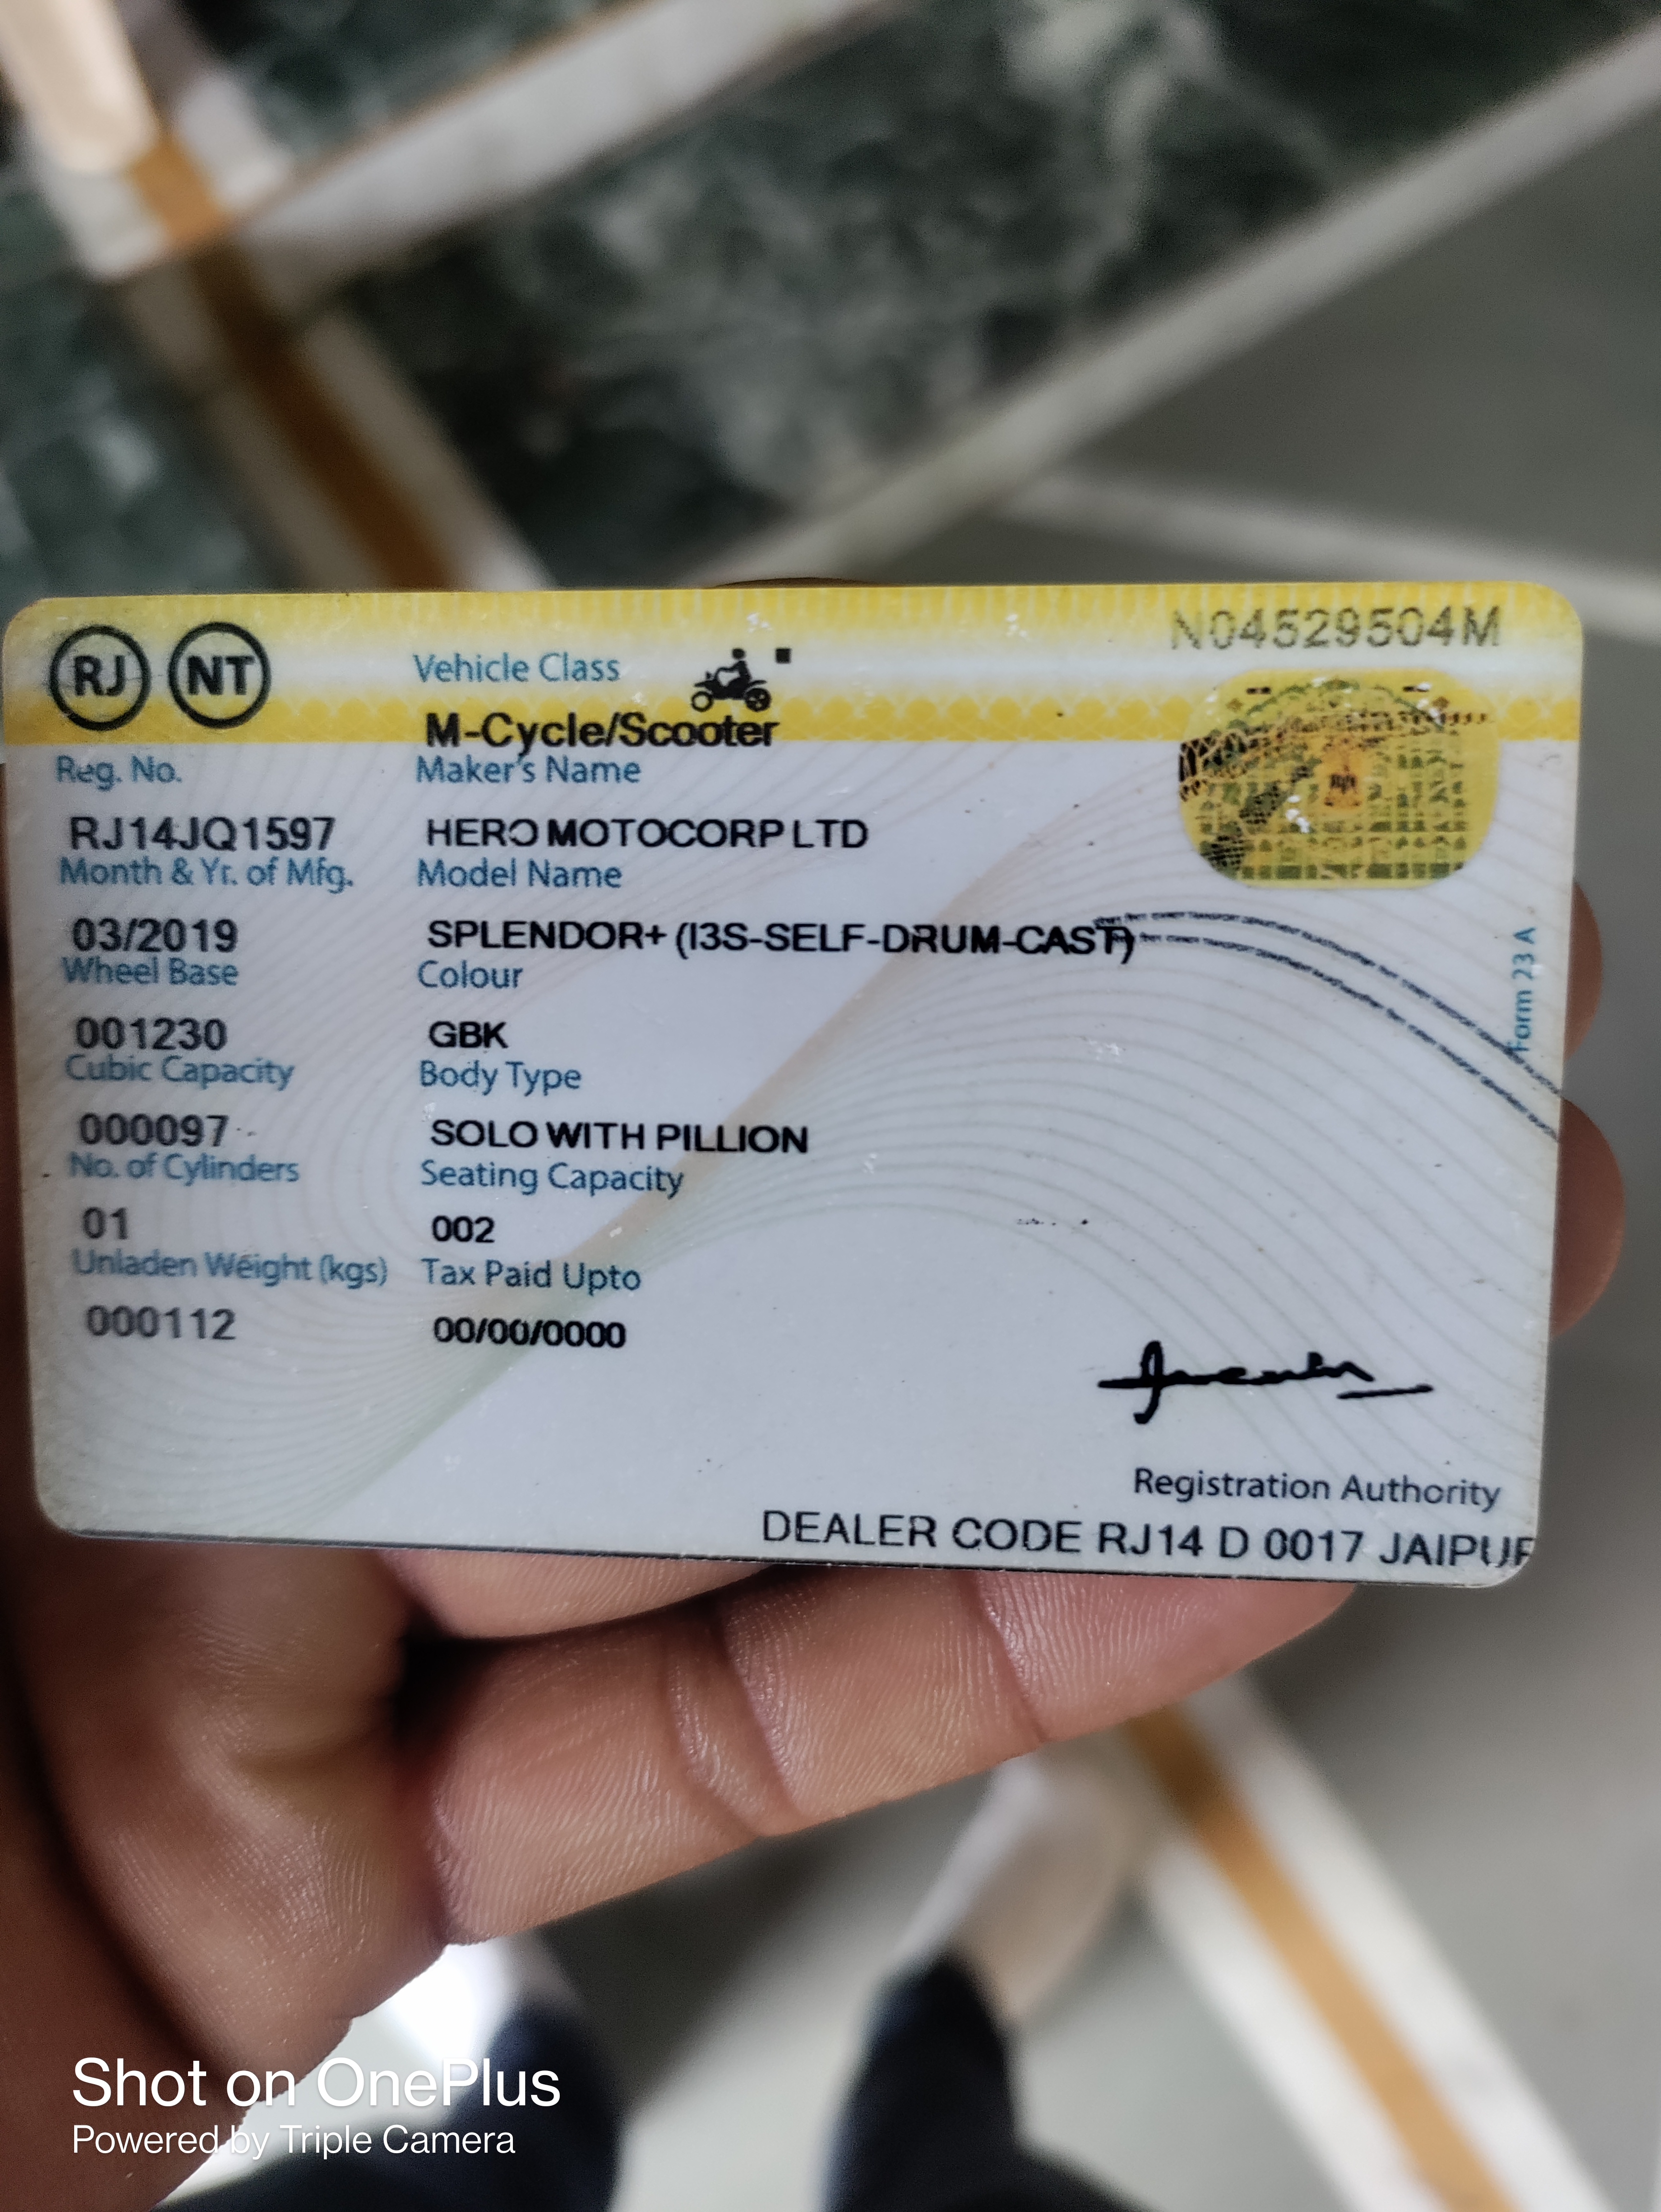 RJ NT Vehicle Class N04529504M
M-Cycle/Scooter
Reg. No. Maker's Name
RJ14JQ1597 HERO MOTOCORP LTD
Month & Yr. of Mfg. Model Name
03/2019 SPLENDOR+ (I3S-SELF-DRUM-CAST)
Wheel Base Colour
001230 GBK
Cubic Capacity Body Type
000097 SOLO WITH PILLION
No. of Cylinders Seating Capacity
01 002
Unladen Weight (kgs) Tax Paid Upto
000112 00/00/0000
Form 23 A
Registration Authority
DEALER CODE RJ14 D 0017 JAIPUR
Shot on OnePlus
Powered by Triple Camera